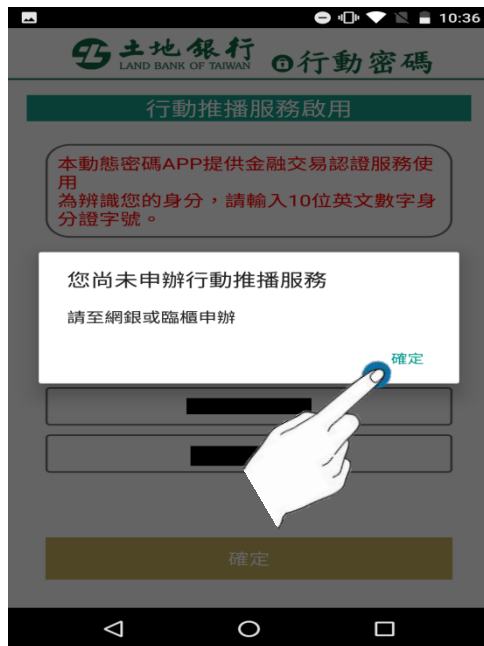 10:36
土地銀行
LAND BANK OF TAIWAN
行動密碼
行動推播服務啟用
本動態密碼APP提供金融交易認證服務使
用
為辨識您的身分，請輸入10位英文數字身
分證字號。
您尚未申辦行動推播服務
請至網銀或臨櫃申辦
確定
確定